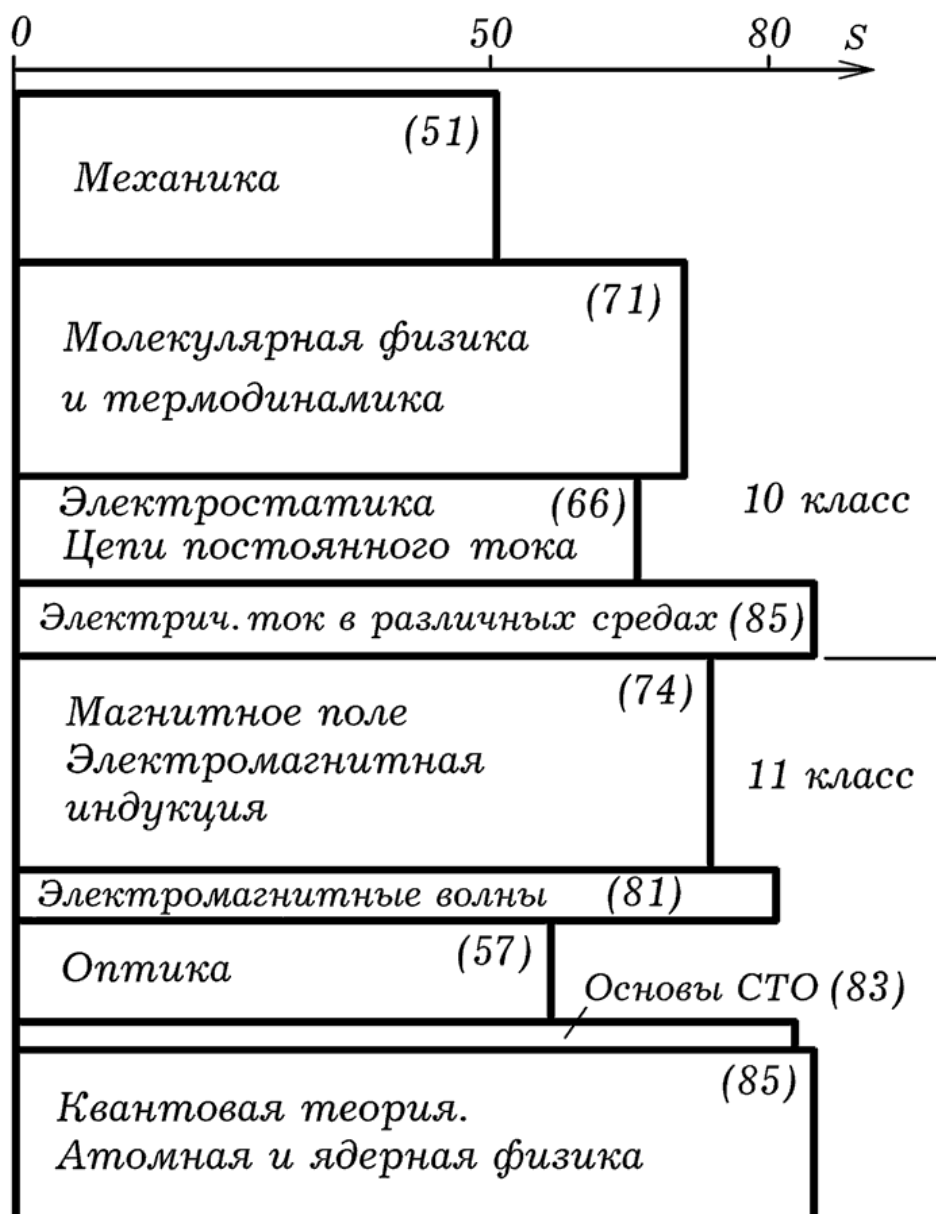 0 50 80 S
(51)
Механика
(71)
Молекулярная физика
и термодинамика
Электростатика (66)
Цепи постоянного тока
10 класс
Электрич. ток в различных средах (85)
(74)
Магнитное поле
Электромагнитная
индукция
11 класс
Электромагнитные волны (81)
(57)
Оптика
Основы СТО (83)
(85)
Квантовая теория.
Атомная и ядерная физика